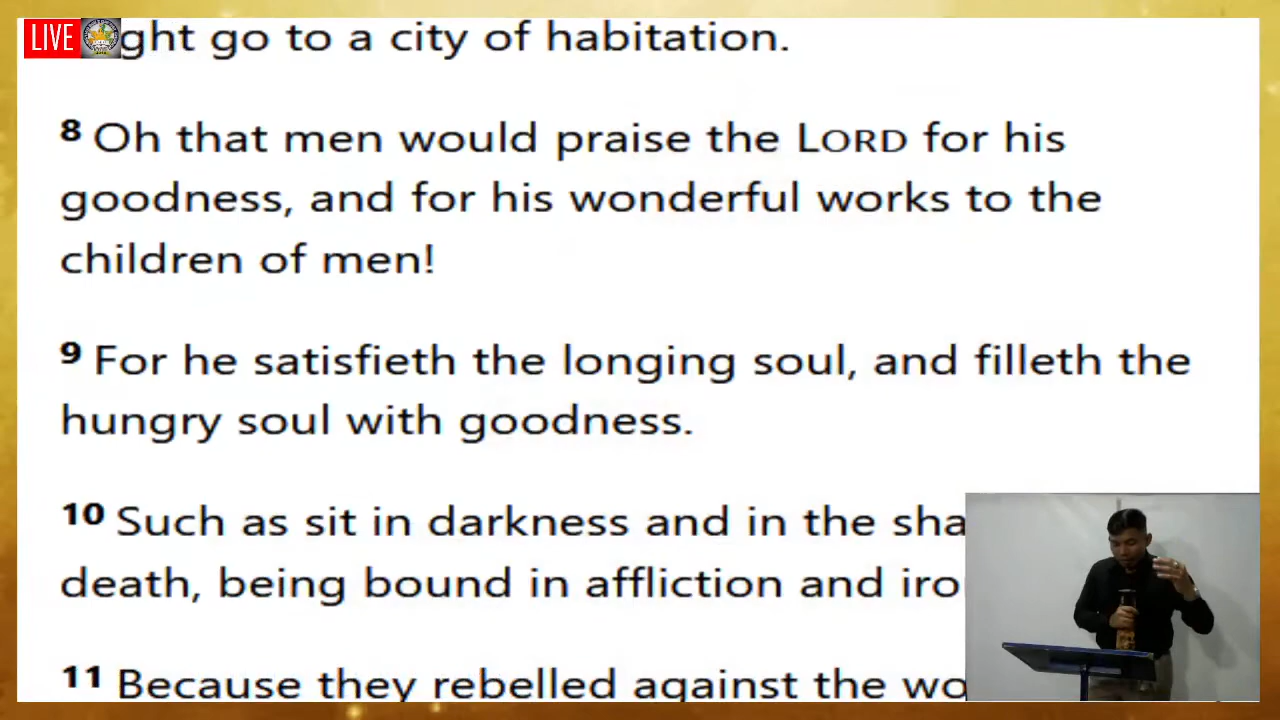 LIVE
ght go to a city of habitation.
8 Oh that men would praise the LORD for his
goodness, and for his wonderful works to the
children of men!
9 For he satisfieth the longing soul, and filleth the
hungry soul with goodness.
10 Such as sit in darkness and in the sha
death, being bound in affliction and iro
11 Because they rebelled against the wo